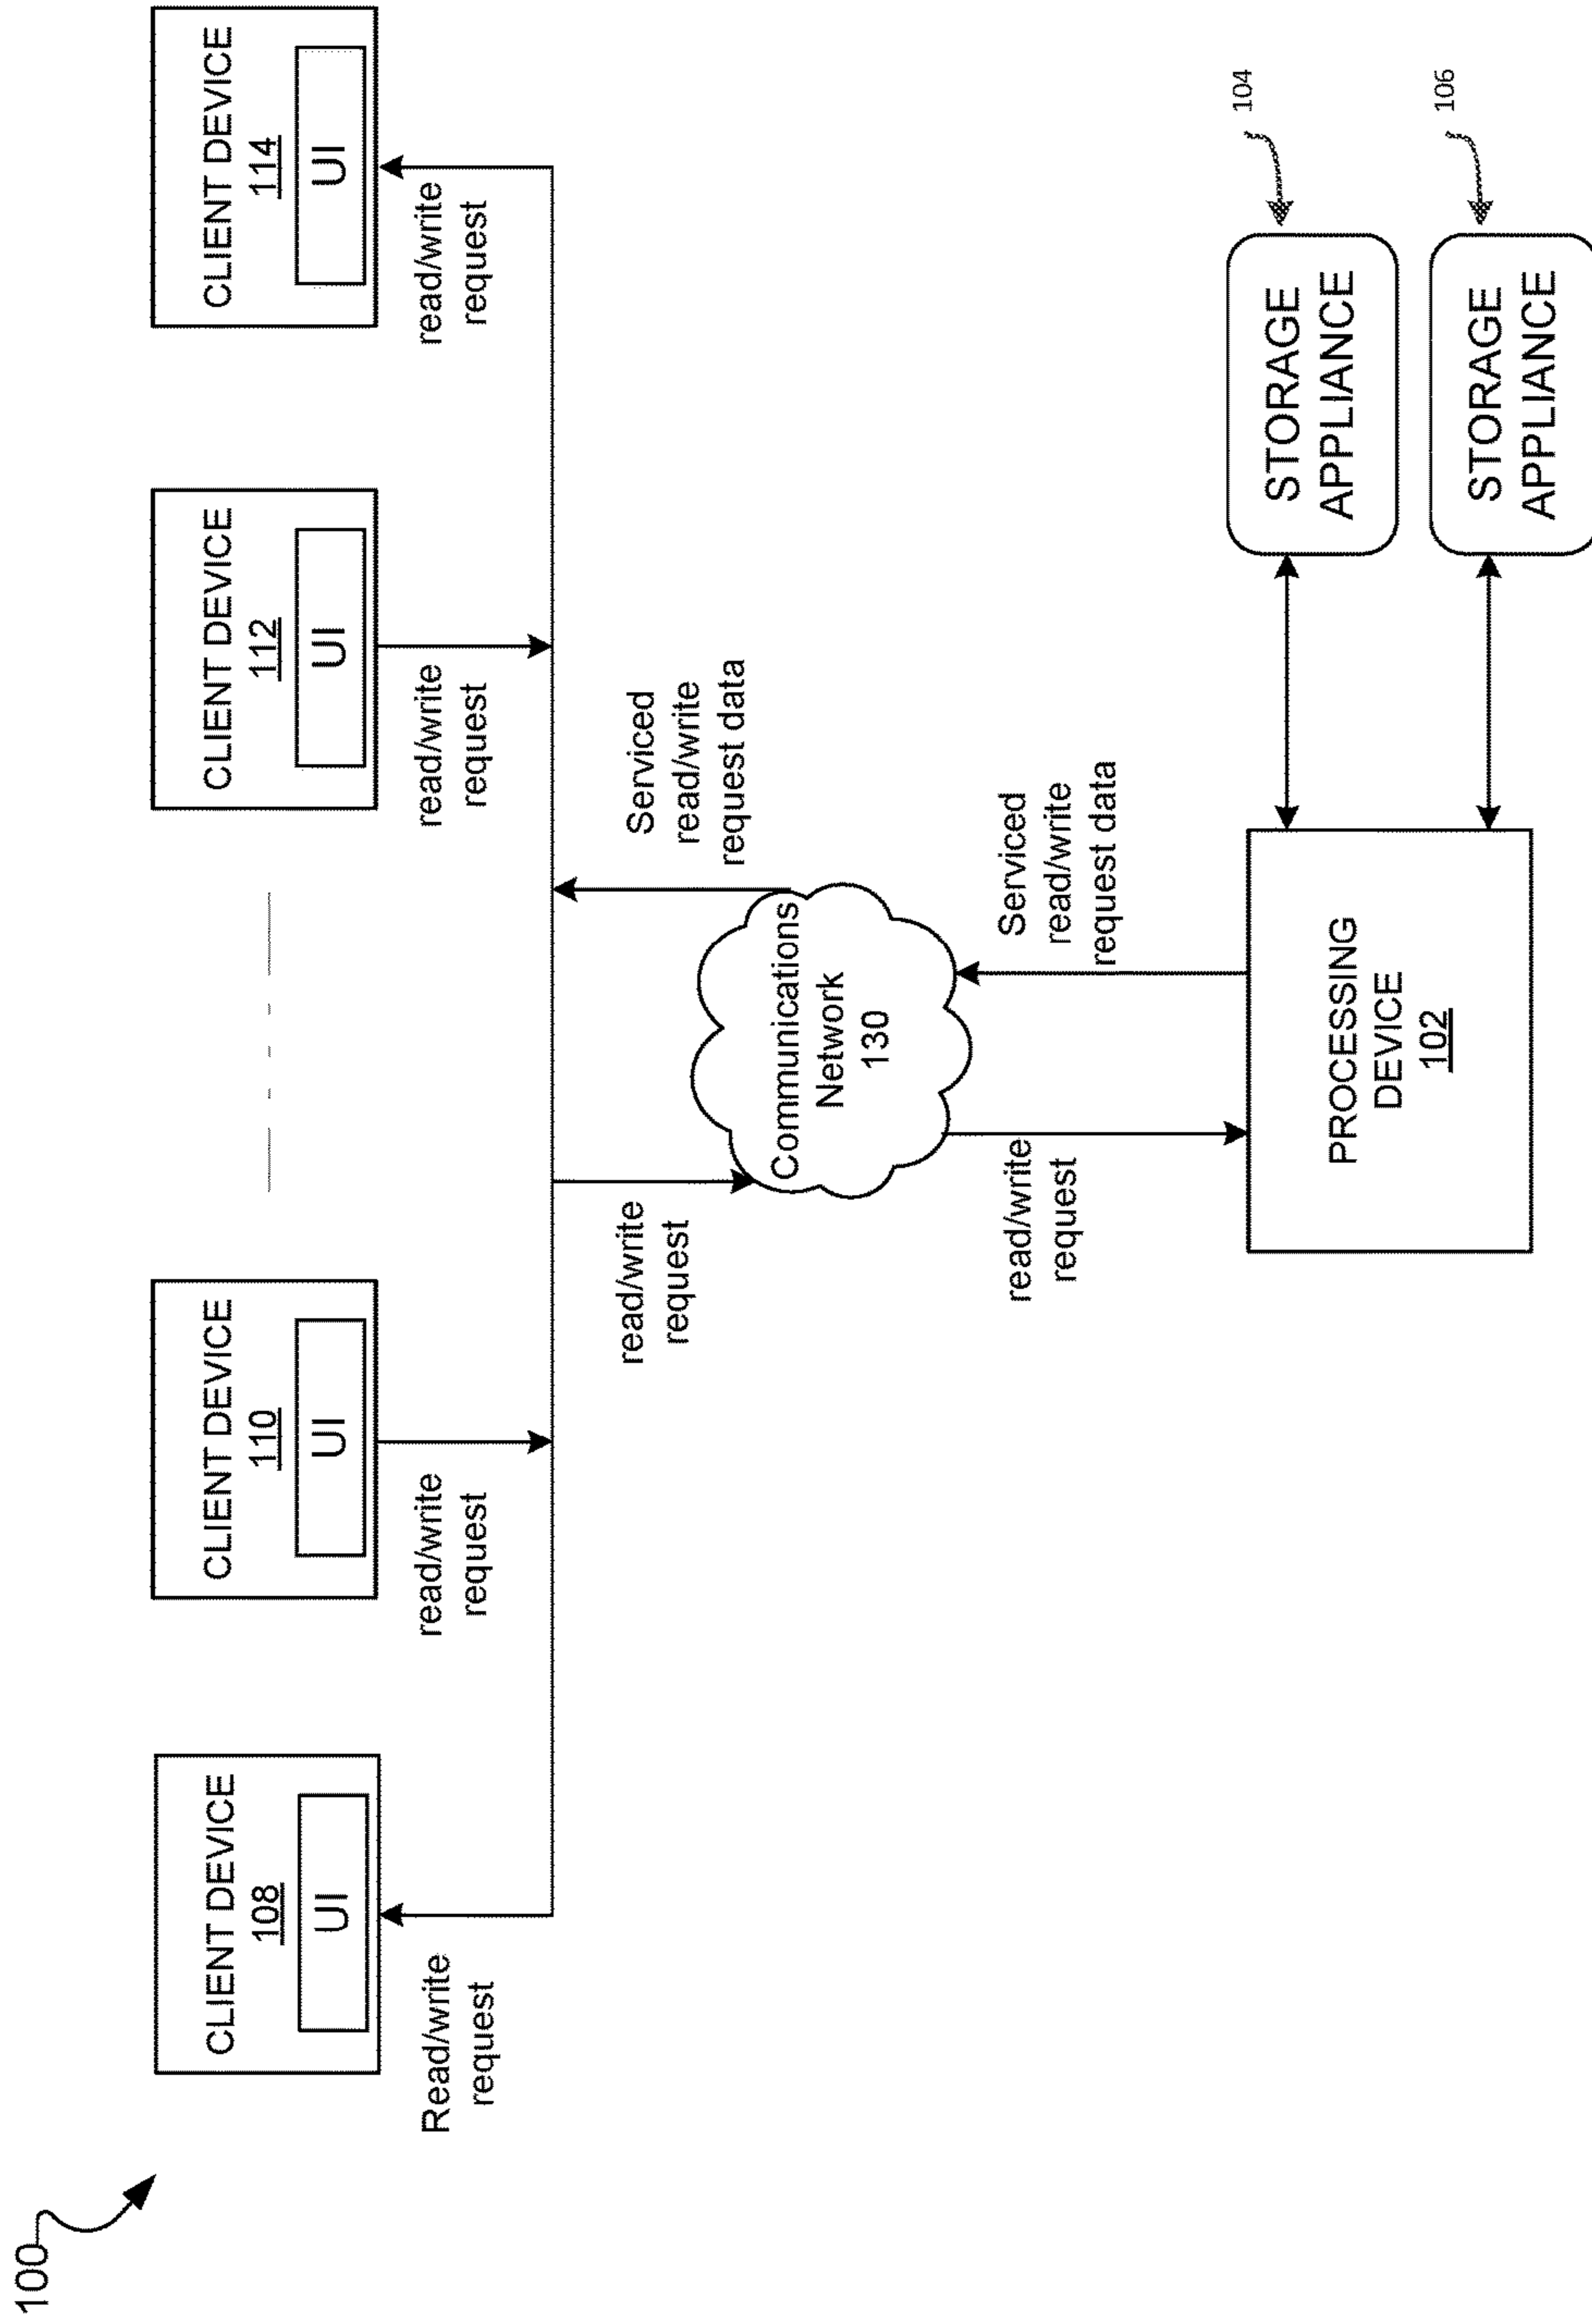 100
CLIENT DEVICE
108
UI
CLIENT DEVICE
110
UI
CLIENT DEVICE
112
UI
CLIENT DEVICE
114
UI
Read/write
request
read/write
request
read/write
request
read/write
request
read/write
request
Serviced
read/write
request data
Communications
Network
130
read/write
request
Serviced
read/write
request data
PROCESSING
DEVICE
102
STORAGE
APPLIANCE
104
STORAGE
APPLIANCE
106